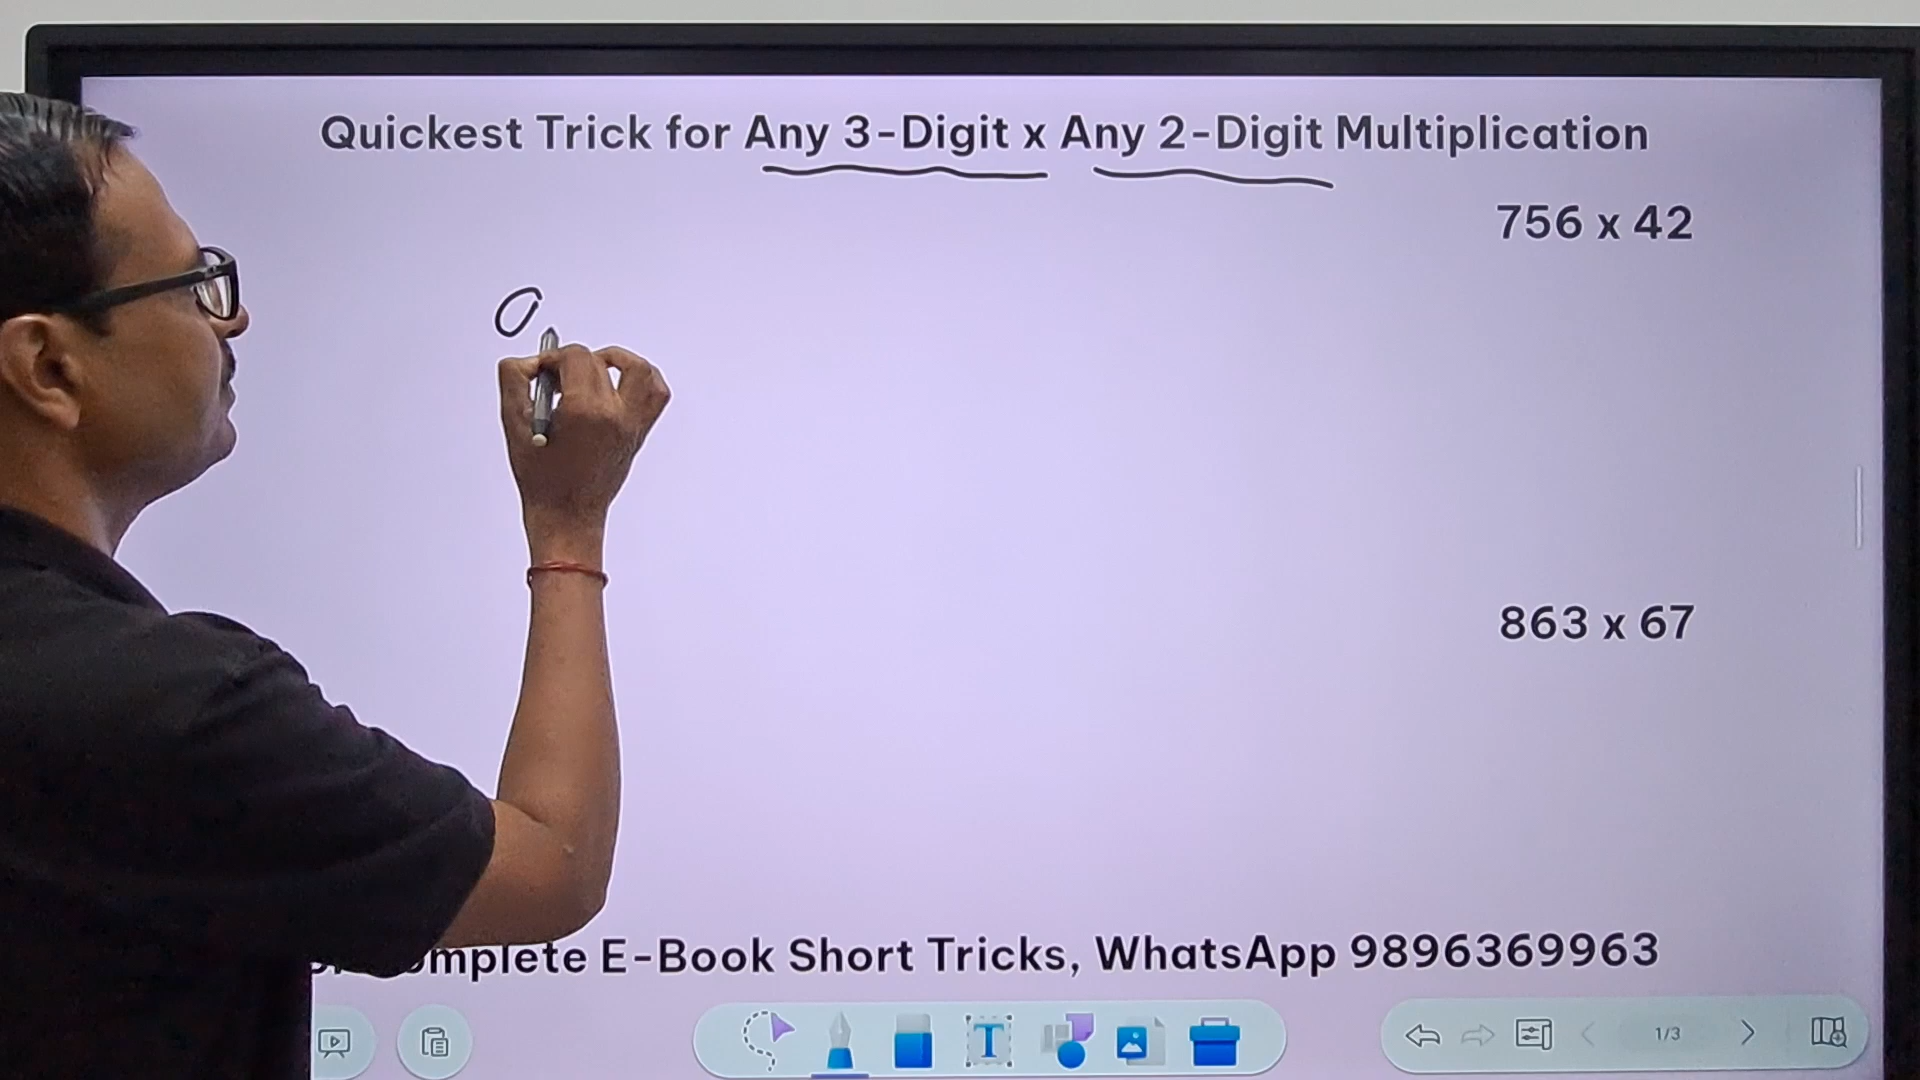 Quickest Trick for Any 3-Digit x Any 2-Digit Multiplication
756 x 42
863 x 67
E-Book Short Tricks, WhatsApp 9896369963
1/3